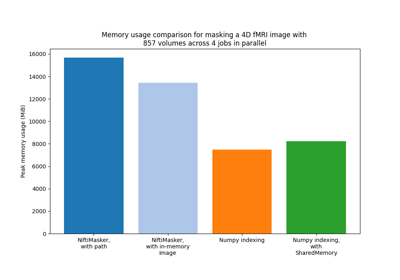 Memory usage comparison for masking a 4D fMRI image with
857 volumes across 4 jobs in parallel
Peak memory usage (MiB)
16000
14000
12000
10000
8000
6000
4000
2000
0
NiftiMasker,
with path
NiftiMasker,
with in-memory
image
Numpy indexing
Numpy indexing,
with
SharedMemory